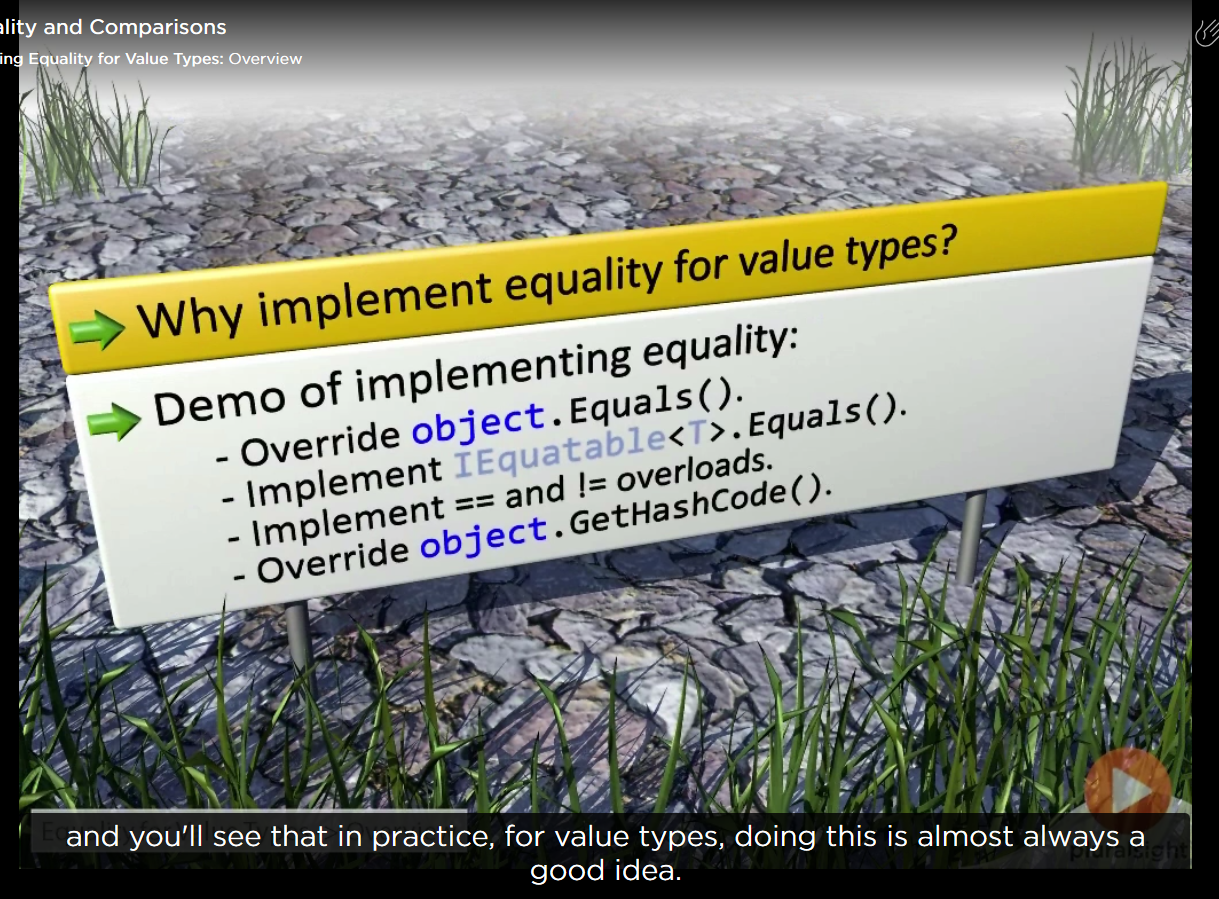 ality and Comparisons
ing Equality for Value Types: Overview
Why implement equality for value types?
Demo of implementing equality:
- Override object.Equals().
- Implement IEquatable<T>.Equals().
- Implement == and != overloads.
- Override object.GetHashCode().
and you'll see that in practice, for value types, doing this is almost always a
good idea.
pluralsight